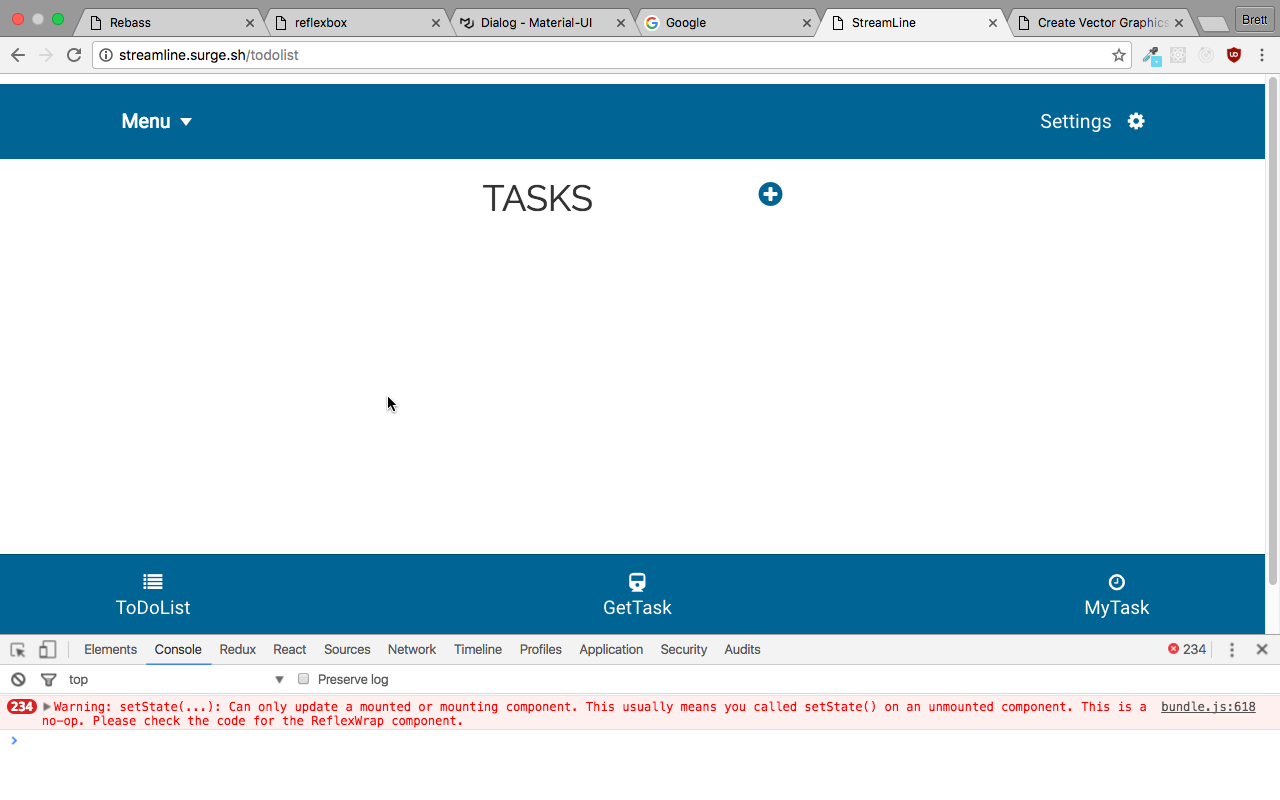 Rebass
reflexbox
Dialog - Material-UI
Google
StreamLine
Create Vector Graphics
Brett
streamline.surge.sh/todolist
Menu
Settings
TASKS
ToDoList
GetTask
MyTask
Elements Console Redux React Sources Network Timeline Profiles Application Security Audits 234
top Preserve log
234 Warning: setState(...): Can only update a mounted or mounting component. This usually means you called setState() on an unmounted component. This is a bundle.js:618
no-op. Please check the code for the ReflexWrap component.